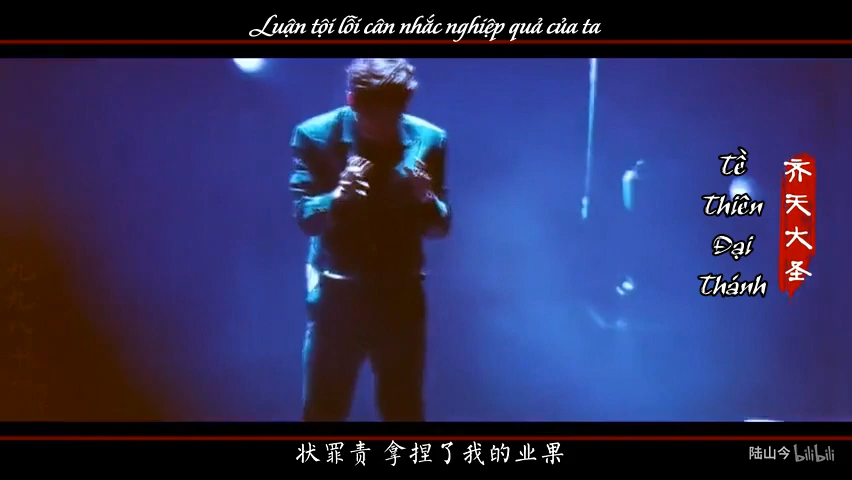 Luận tội lỗi cân nhắc nghiệp quả của ta
Tề
Thiên
Đại
Thánh
齐天大圣
状罪责 拿捏了我的业果
陆山今 bilibili